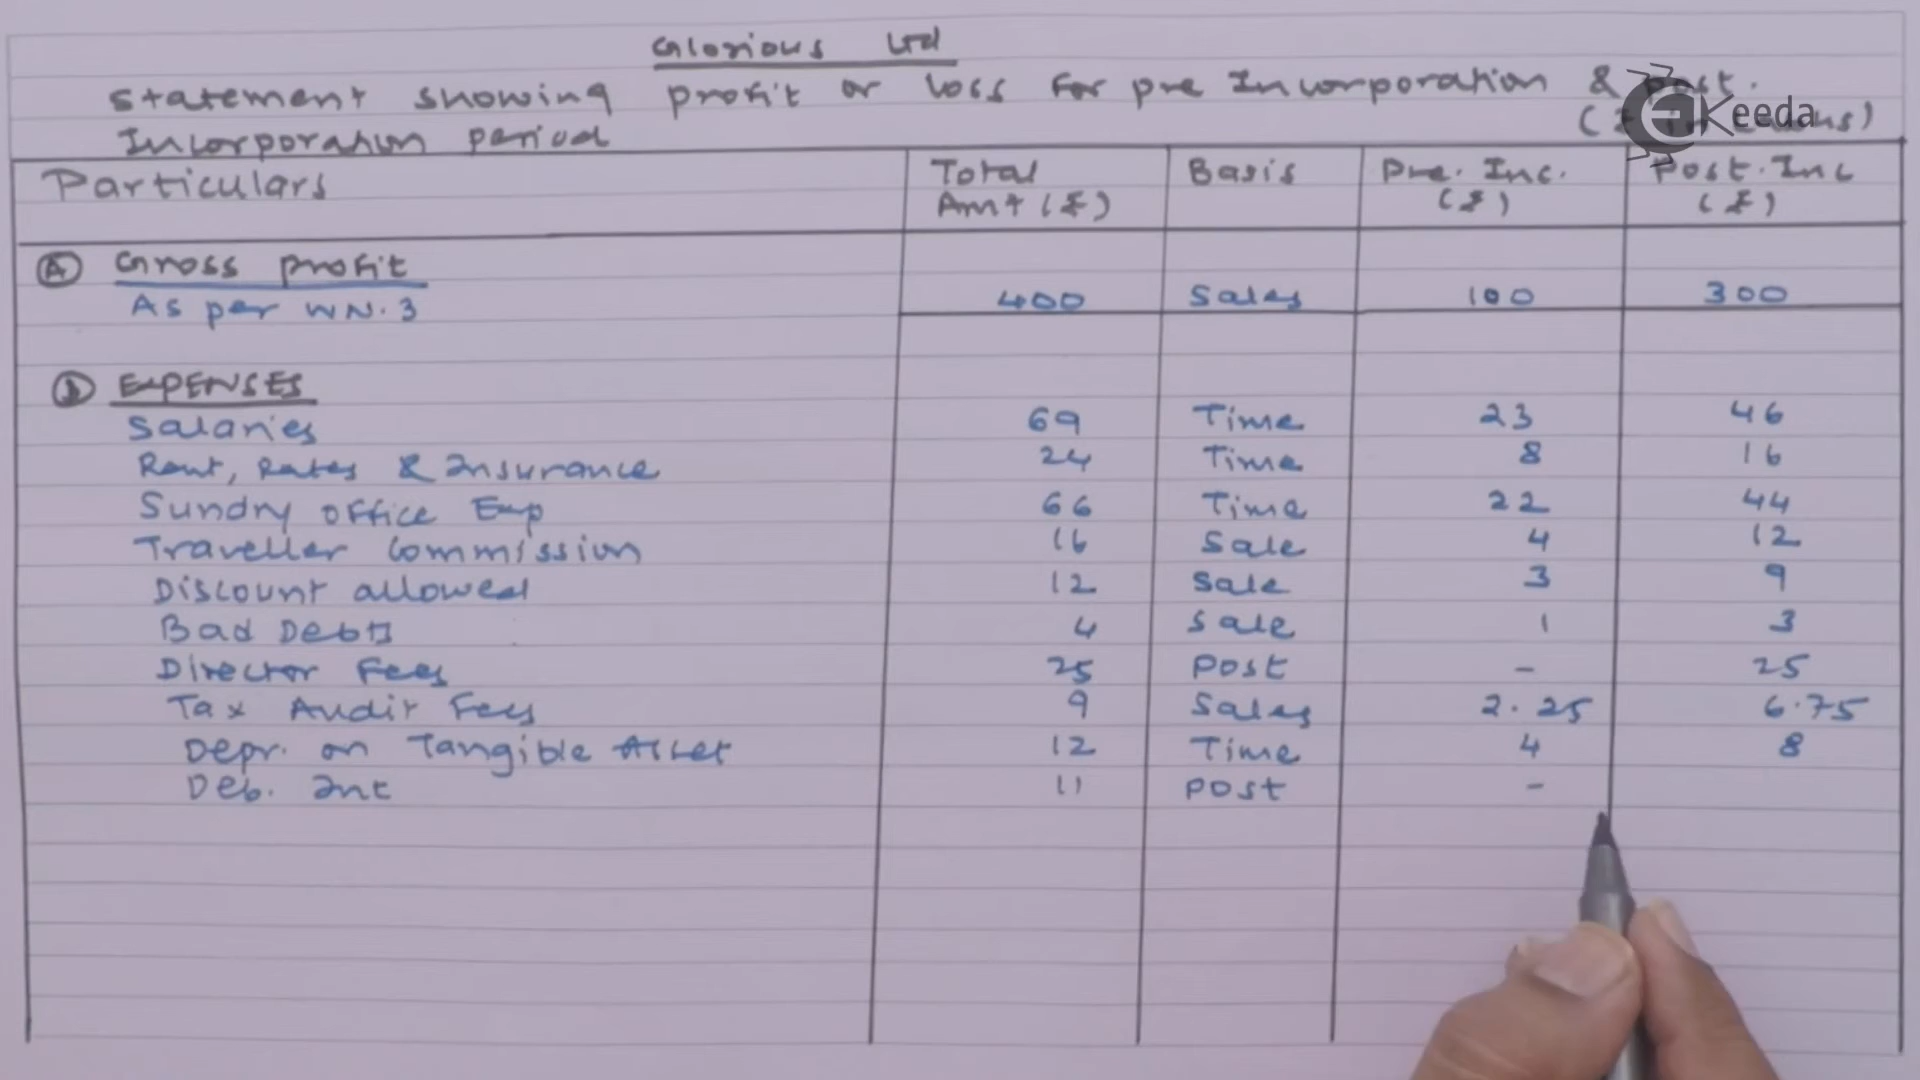 Glorious Ltd
Statement showing profit or loss for pre Incorporation & post.
Incorporation period
Keeda
Particulars Total Amt (₹) Basis Pre. Inc. (₹) Post. Inc (₹)
(A) Gross profit
As per WN. 3 400 Sales 100 300
(B) EXPENSES
Salaries 69 Time 23 46
Rent, Rates & Insurance 24 Time 8 16
Sundry office Exp 66 Time 22 44
Traveller Commission 16 Sale 4 12
Discount allowed 12 Sale 3 9
Bad Debts 4 Sale 1 3
Director Fees 25 Post - 25
Tax Audit Fees 9 Sales 2.25 6.75
Depr. on Tangible Asset 12 Time 4 8
Deb. Int 11 Post -